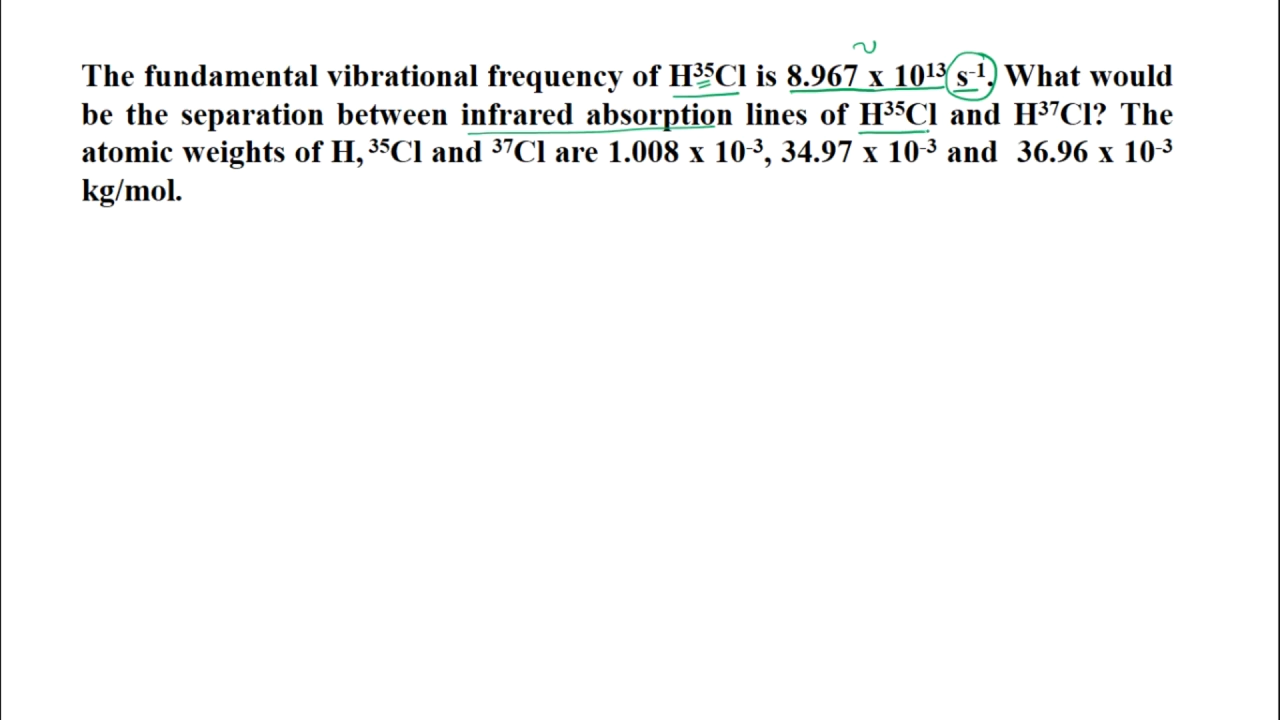 The fundamental vibrational frequency of H³⁵Cl is 8.967 x 10¹³ s⁻¹. What would
be the separation between infrared absorption lines of H³⁵Cl and H³⁷Cl? The
atomic weights of H, ³⁵Cl and ³⁷Cl are 1.008 x 10⁻³, 34.97 x 10⁻³ and 36.96 x 10⁻³
kg/mol.